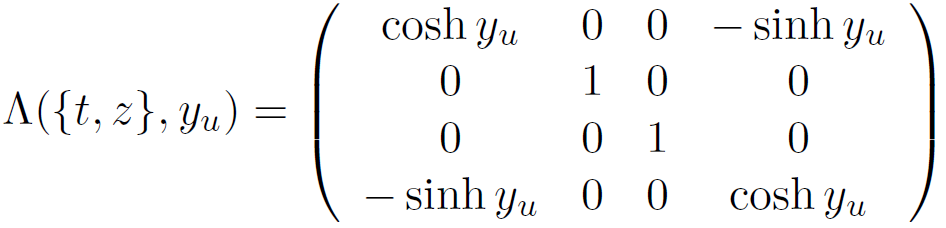 Λ({t, z}, y_u) = ( cosh y_u 0 0 − sinh y_u
0 1 0 0
0 0 1 0
− sinh y_u 0 0 cosh y_u )